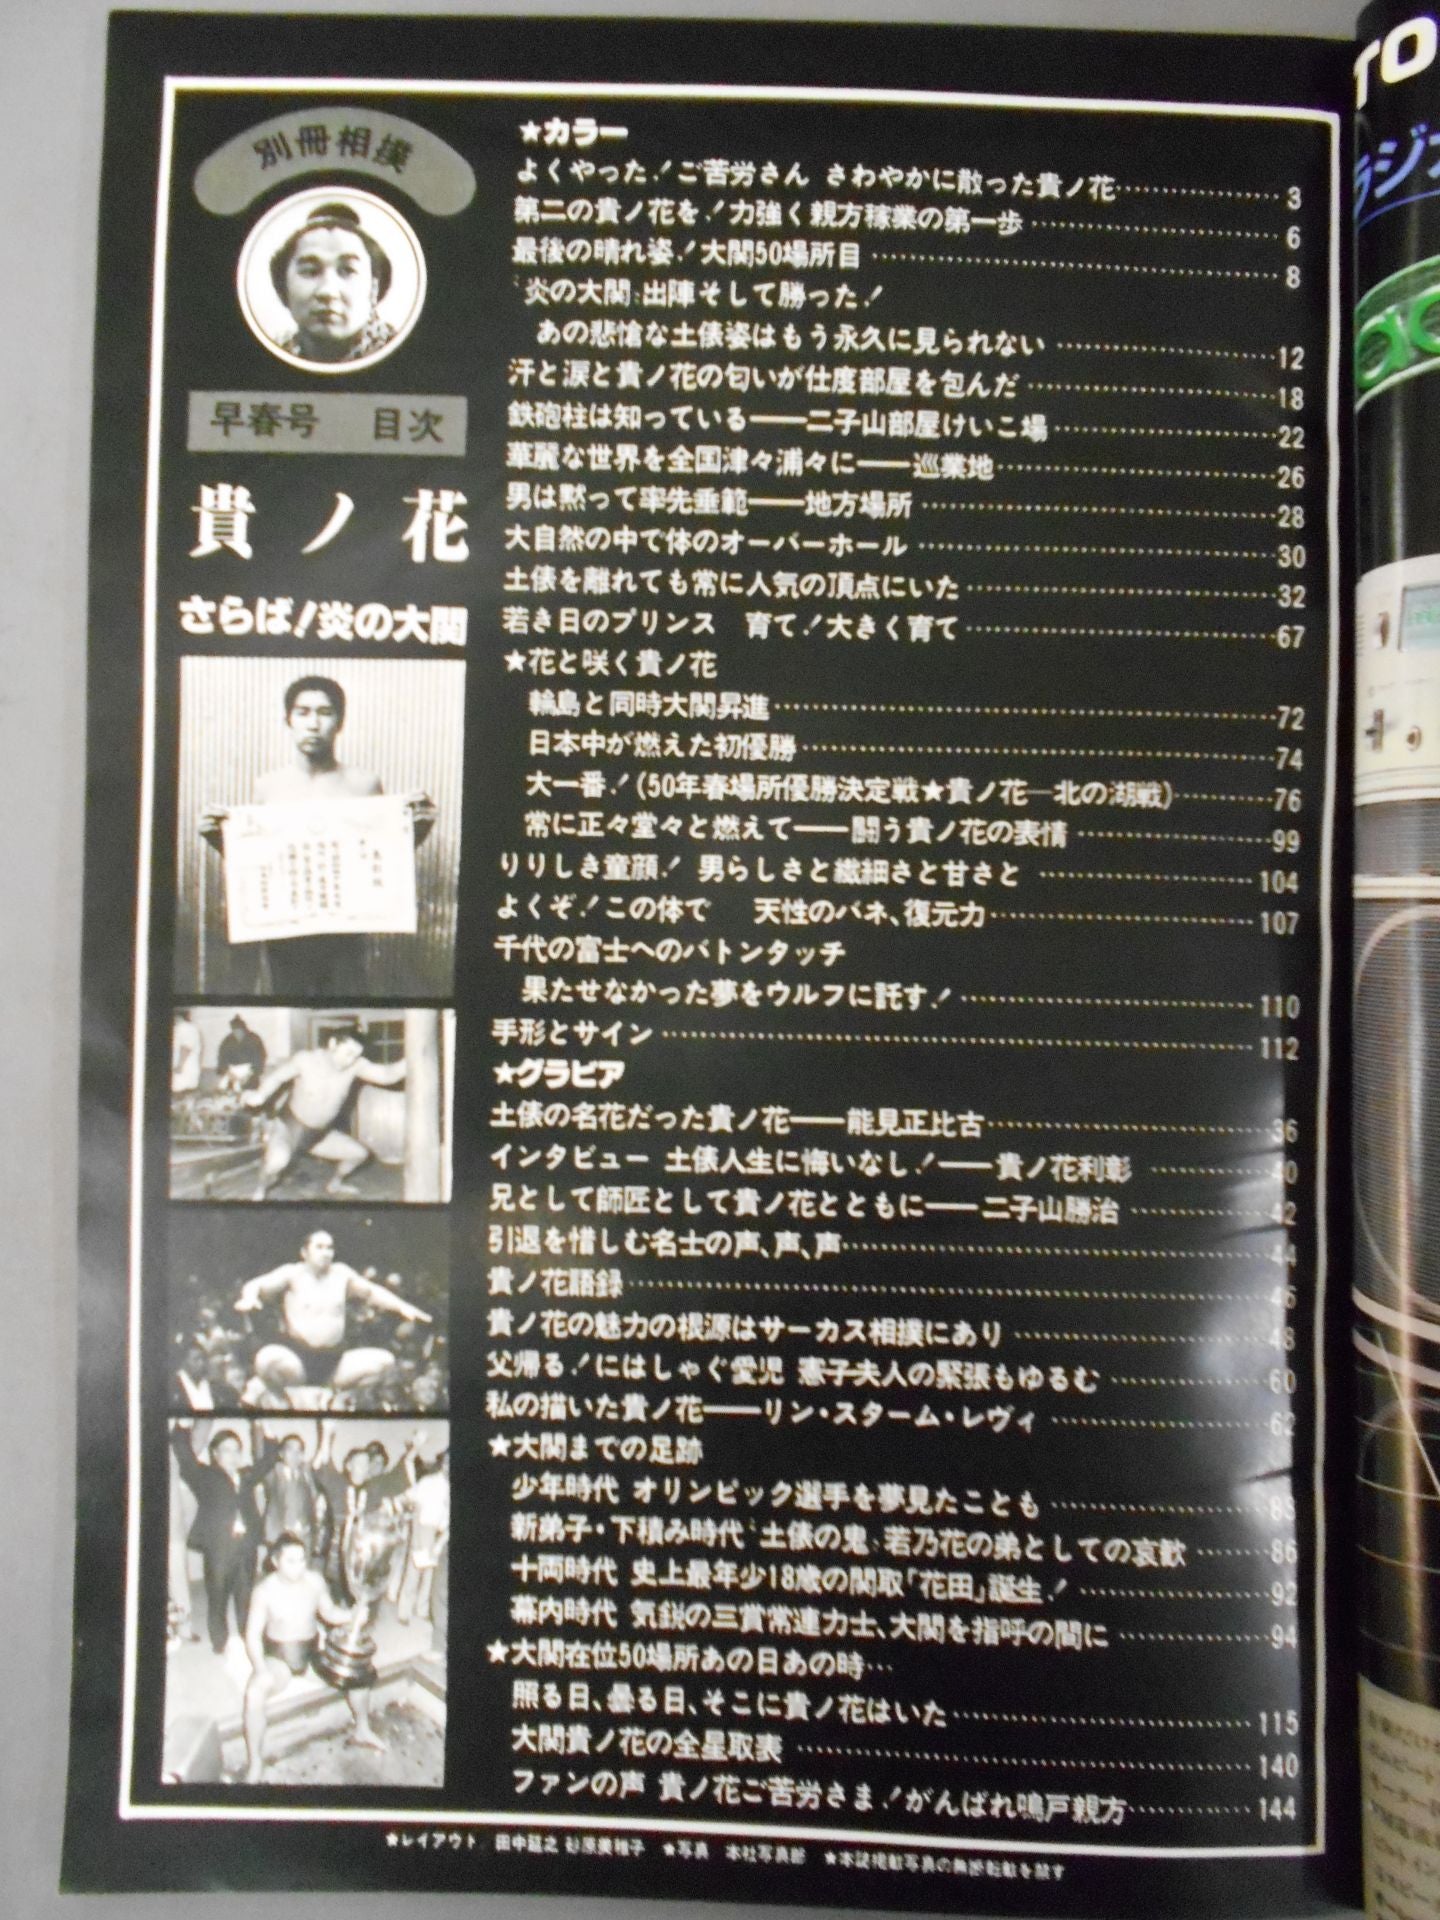 別冊相撲
早春号 目次
貴ノ花
さらば!炎の大関
★カラー
よくやった!ご苦労さん さわやかに散った貴ノ花……………3
第二の貴ノ花を!力強く親方稼業の第一歩……………6
最後の晴れ姿!大関50場所目……………8
〝炎の大関〟出陣そして勝った!
あの悲愴な土俵姿はもう永久に見られない……………12
汗と涙と貴ノ花の匂いが仕度部屋を包んだ……………18
鉄砲柱は知っている――二子山部屋けいこ場……………22
華麗な世界を全国津々浦々に――巡業地……………26
男は黙って率先垂範――地方場所……………28
大自然の中で体のオーバーホール……………30
土俵を離れても常に人気の頂点にいた……………32
若き日のプリンス 育て!大きく育て……………67
★花と咲く貴ノ花
輪島と同時大関昇進……………72
日本中が燃えた初優勝……………74
大一番!(50年春場所優勝決定戦★貴ノ花―北の湖戦)……………76
常に正々堂々と燃えて――闘う貴ノ花の表情……………99
りりしき童顔! 男らしさと繊細さと甘さと……………104
よくぞ!この体で 天性のバネ、復元力……………107
千代の富士へのバトンタッチ
果たせなかった夢をウルフに託す!……………110
手形とサイン……………112
★グラビア
土俵の名花だった貴ノ花――能見正比古……………36
インタビュー 土俵人生に悔いなし!――貴ノ花利彰……………40
兄として師匠として貴ノ花とともに――二子山勝治……………42
引退を惜しむ名士の声、声、声……………44
貴ノ花語録……………46
貴ノ花の魅力の根源はサーカス相撲にあり……………48
父帰る!にはしゃぐ愛児 憲子夫人の緊張もゆるむ……………60
私の描いた貴ノ花――リン・スターム・レヴィ……………62
★大関までの足跡
少年時代 オリンピック選手を夢見たことも……………83
新弟子・下積み時代〝土俵の鬼〟若乃花の弟としての哀歓……………86
十両時代 史上最年少18歳の関取「花田」誕生!……………92
幕内時代 気鋭の三賞常連力士、大関を指呼の間に……………94
★大関在位50場所あの日あの時…
照る日、曇る日、そこに貴ノ花はいた……………115
大関貴ノ花の全星取表……………140
ファンの声 貴ノ花ご苦労さま!がんばれ鳴戸親方……………144
★レイアウト 田中延之 ★写真 本社写真部 ★本誌掲載写真の無断転載を禁ず
TO
ラジオ